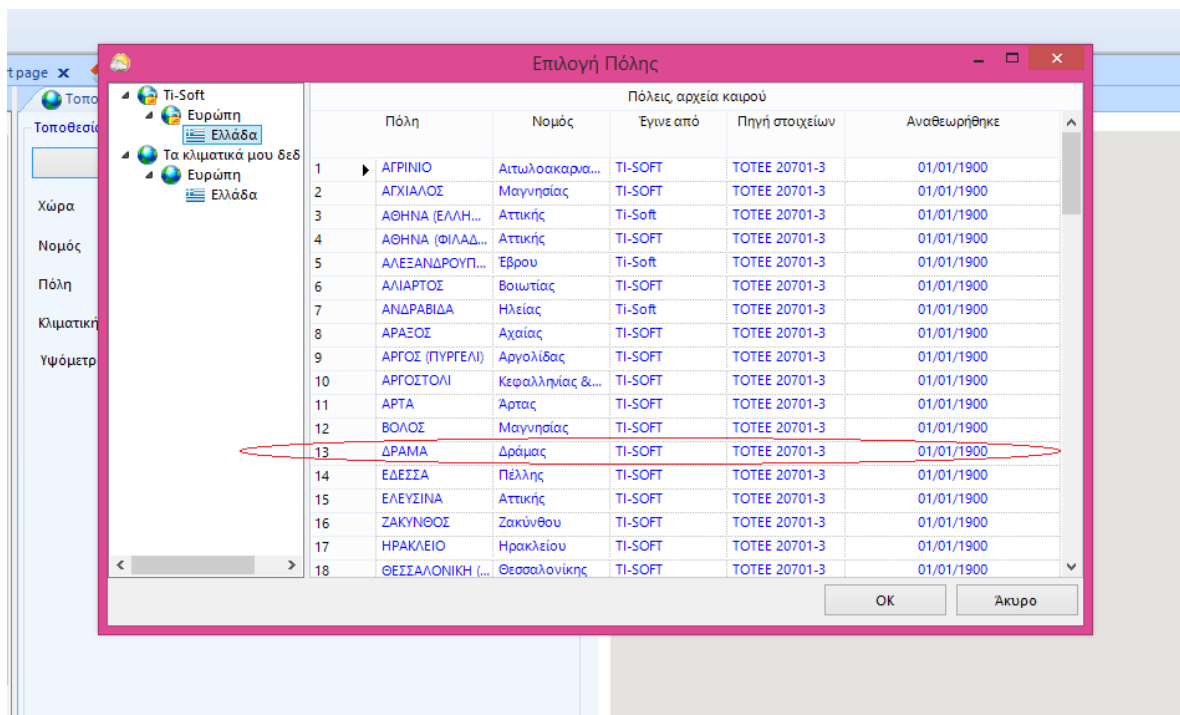 Επιλογή Πόλης
t page
Τοπο
Τοποθεσί
Χώρα
Νομός
Πόλη
Κλιματική
Υψόμετρ
Ti-Soft
Ευρώπη
Ελλάδα
Τα κλιματικά μου δεδ
Ευρώπη
Ελλάδα
Πόλεις, αρχεία καιρού
Πόλη Νομός Έγινε από Πηγή στοιχείων Αναθεωρήθηκε
1 ΑΓΡΙΝΙΟ Αιτωλοακαρνα... TI-SOFT ΤΟΤΕΕ 20701-3 01/01/1900
2 ΑΓΧΙΑΛΟΣ Μαγνησίας TI-SOFT ΤΟΤΕΕ 20701-3 01/01/1900
3 ΑΘΗΝΑ (ΕΛΛΗ... Αττικής Ti-Soft ΤΟΤΕΕ 20701-3 01/01/1900
4 ΑΘΗΝΑ (ΦΙΛΑΔ... Αττικής TI-SOFT ΤΟΤΕΕ 20701-3 01/01/1900
5 ΑΛΕΞΑΝΔΡΟΥΠ... Έβρου Ti-Soft ΤΟΤΕΕ 20701-3 01/01/1900
6 ΑΛΙΑΡΤΟΣ Βοιωτίας TI-SOFT ΤΟΤΕΕ 20701-3 01/01/1900
7 ΑΝΔΡΑΒΙΔΑ Ηλείας Ti-Soft ΤΟΤΕΕ 20701-3 01/01/1900
8 ΑΡΑΞΟΣ Αχαίας TI-SOFT ΤΟΤΕΕ 20701-3 01/01/1900
9 ΑΡΓΟΣ (ΠΥΡΓΕΛΙ) Αργολίδας TI-SOFT ΤΟΤΕΕ 20701-3 01/01/1900
10 ΑΡΓΟΣΤΟΛΙ Κεφαλληνίας &... TI-SOFT ΤΟΤΕΕ 20701-3 01/01/1900
11 ΑΡΤΑ Άρτας TI-SOFT ΤΟΤΕΕ 20701-3 01/01/1900
12 ΒΟΛΟΣ Μαγνησίας TI-SOFT ΤΟΤΕΕ 20701-3 01/01/1900
13 ΔΡΑΜΑ Δράμας TI-SOFT ΤΟΤΕΕ 20701-3 01/01/1900
14 ΕΔΕΣΣΑ Πέλλης TI-SOFT ΤΟΤΕΕ 20701-3 01/01/1900
15 ΕΛΕΥΣΙΝΑ Αττικής TI-SOFT ΤΟΤΕΕ 20701-3 01/01/1900
16 ΖΑΚΥΝΘΟΣ Ζακύνθου TI-SOFT ΤΟΤΕΕ 20701-3 01/01/1900
17 ΗΡΑΚΛΕΙΟ Ηρακλείου TI-SOFT ΤΟΤΕΕ 20701-3 01/01/1900
18 ΘΕΣΣΑΛΟΝΙΚΗ (... Θεσσαλονίκης TI-SOFT ΤΟΤΕΕ 20701-3 01/01/1900
OK Άκυρο